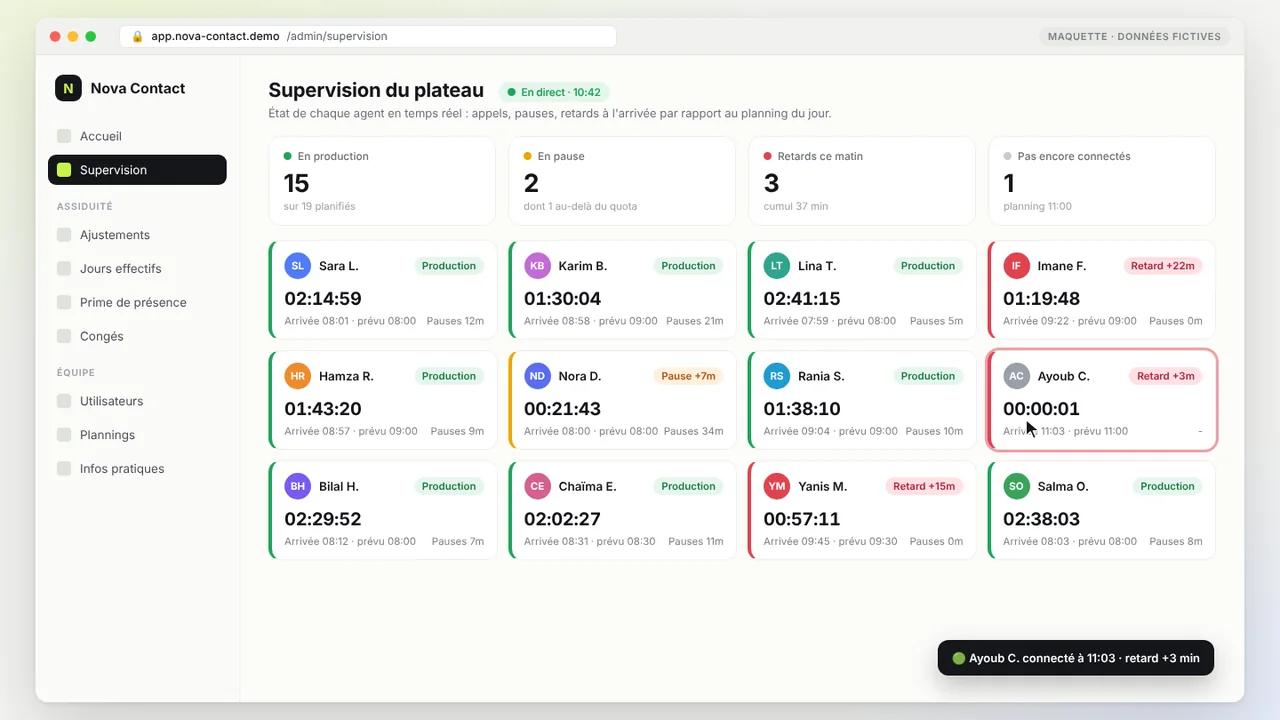 app.nova-contact.demo /admin/supervision
MAQUETTE · DONNÉES FICTIVES
N Nova Contact
Accueil
Supervision
ASSIDUITÉ
Ajustements
Jours effectifs
Prime de présence
Congés
ÉQUIPE
Utilisateurs
Plannings
Infos pratiques
Supervision du plateau
En direct · 10:42
État de chaque agent en temps réel : appels, pauses, retards à l'arrivée par rapport au planning du jour.
En production
15
sur 19 planifiés
En pause
2
dont 1 au-delà du quota
Retards ce matin
3
cumul 37 min
Pas encore connectés
1
planning 11:00
SL Sara L. Production
02:14:59
Arrivée 08:01 · prévu 08:00 Pauses 12m
KB Karim B. Production
01:30:04
Arrivée 08:58 · prévu 09:00 Pauses 21m
LT Lina T. Production
02:41:15
Arrivée 07:59 · prévu 08:00 Pauses 5m
IF Imane F. Retard +22m
01:19:48
Arrivée 09:22 · prévu 09:00 Pauses 0m
HR Hamza R. Production
01:43:20
Arrivée 08:57 · prévu 09:00 Pauses 9m
ND Nora D. Pause +7m
00:21:43
Arrivée 08:00 · prévu 08:00 Pauses 34m
RS Rania S. Production
01:38:10
Arrivée 09:04 · prévu 09:00 Pauses 10m
AC Ayoub C. Retard +3m
00:00:01
Arrivée 11:03 · prévu 11:00 -
BH Bilal H. Production
02:29:52
Arrivée 08:12 · prévu 08:00 Pauses 7m
CE Chaïma E. Production
02:02:27
Arrivée 08:31 · prévu 08:30 Pauses 11m
YM Yanis M. Retard +15m
00:57:11
Arrivée 09:45 · prévu 09:30 Pauses 0m
SO Salma O. Production
02:38:03
Arrivée 08:03 · prévu 08:00 Pauses 8m
Ayoub C. connecté à 11:03 · retard +3 min